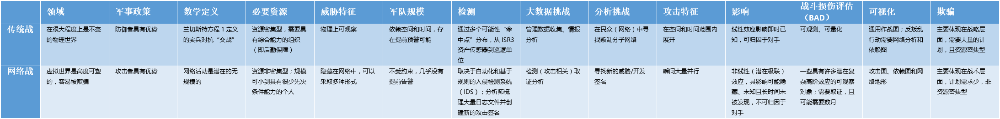 领域
军事政策
数学定义
必要资源
威胁特征
军队规模
检测
大数据挑战
分析挑战
攻击特征
影响
战斗损伤评估
（BAD）
可视化
欺骗
传统战
在很大程度上是不变
的物理世界
防御者具有优势
兰切斯特方程 1 定义
的实兵对抗“交战”
资源密集型，需要具
有综合能力的组织
（即后勤保障）
物理上可观察
依赖空间和时间，存
在提前预警可能
通过多个可能性“命
中点”分布，从 ISR3
资产传感器到巡逻单
位
管理数据收集、情报
分析
在民众（网络）中寻
找叛乱分子网络
在空间和时间范围内
展开
线性效应影响即时已
知，可归因于对手
可观测、可量化
通用作战图；反叛乱
行动需要网络分析和
依赖图
主要体现在战略层
面，需要大量的计
划，且资源密集型
网络战
虚拟世界是高度可塑
的，容易被欺骗
攻击者具有优势
网络活动是潜在的无
规模的
资源非密集型；规模
可小到具有很少先决
条件能力的个人
隐藏在网络中，可以
采取多种形式
不受约束，几乎没有
提前告警
取决于自动化和基于
规则的入侵检测系统
（IDS）；分析师梳
理大量日志文件并创
建新的攻击签名
检测（攻击相关）取
证分析
寻找新的威胁/开发
签名
瞬间大量并行
非线性（潜在级联）
效应，其影响可能隐
藏、未知且长时间未
被发现，不可归因于
对手
一些具有许多潜在复
杂高阶效应的可观察
对象；需要取证，且
可能需要数月
攻击图、依赖图和网
络地形
主要体现在战术层
面，计划需求少，非
资源密集型